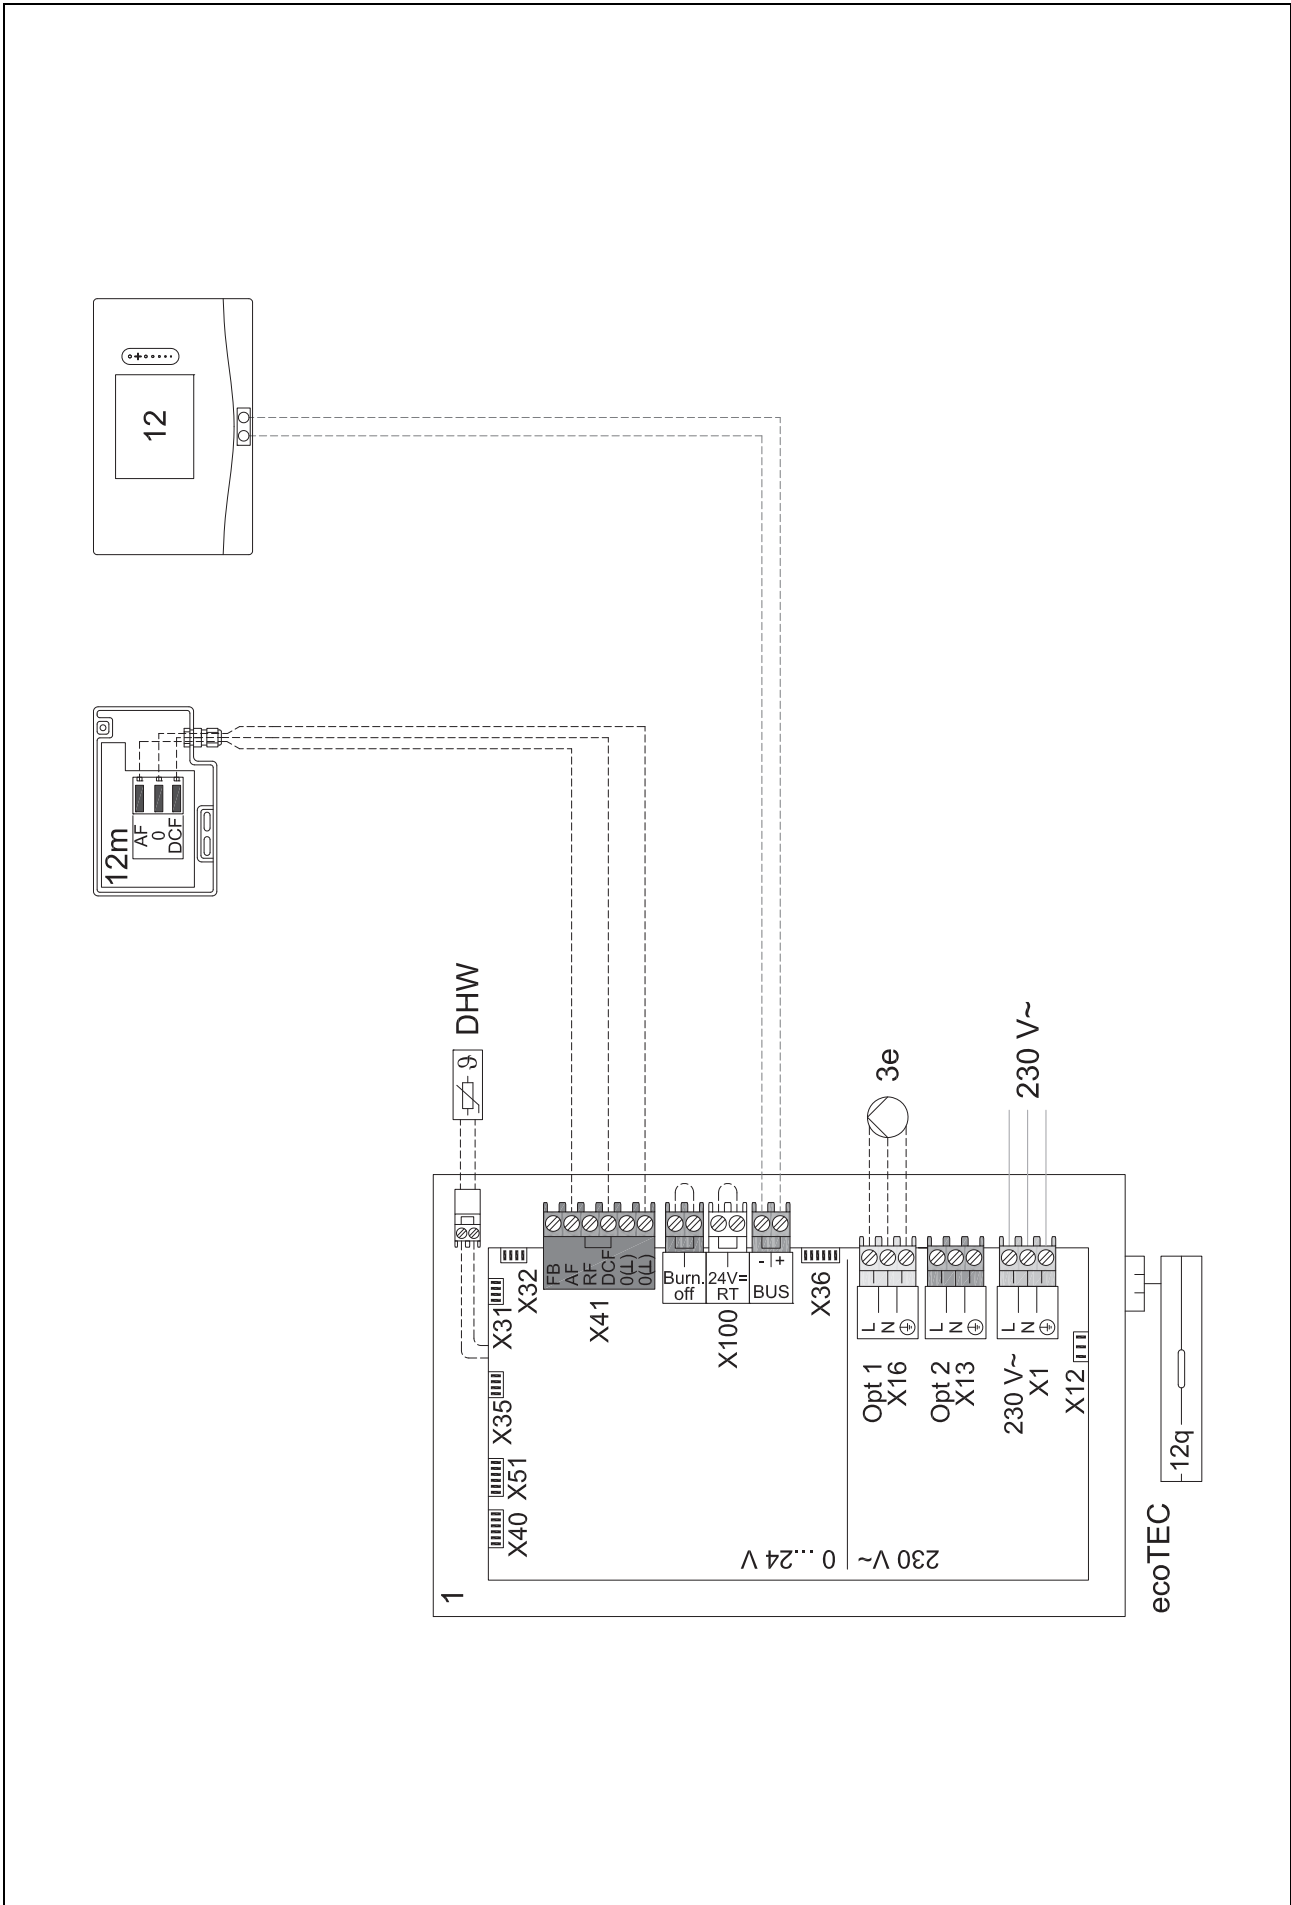 12
12m
AF
0
DCF
DHW
ϑ
X31
X32
FB
AF
RF
DCF
0(⊥)
0(⊥)
X41
Burn.
off
24V=
RT
X100
- +
BUS
X36
3e
230 V~
L
N
Opt 1
X16
L
N
Opt 2
X13
L
N
230 V~
X1
X12
X35
X51
X40
0 ...24 V
230 V~
1
12q
ecoTEC